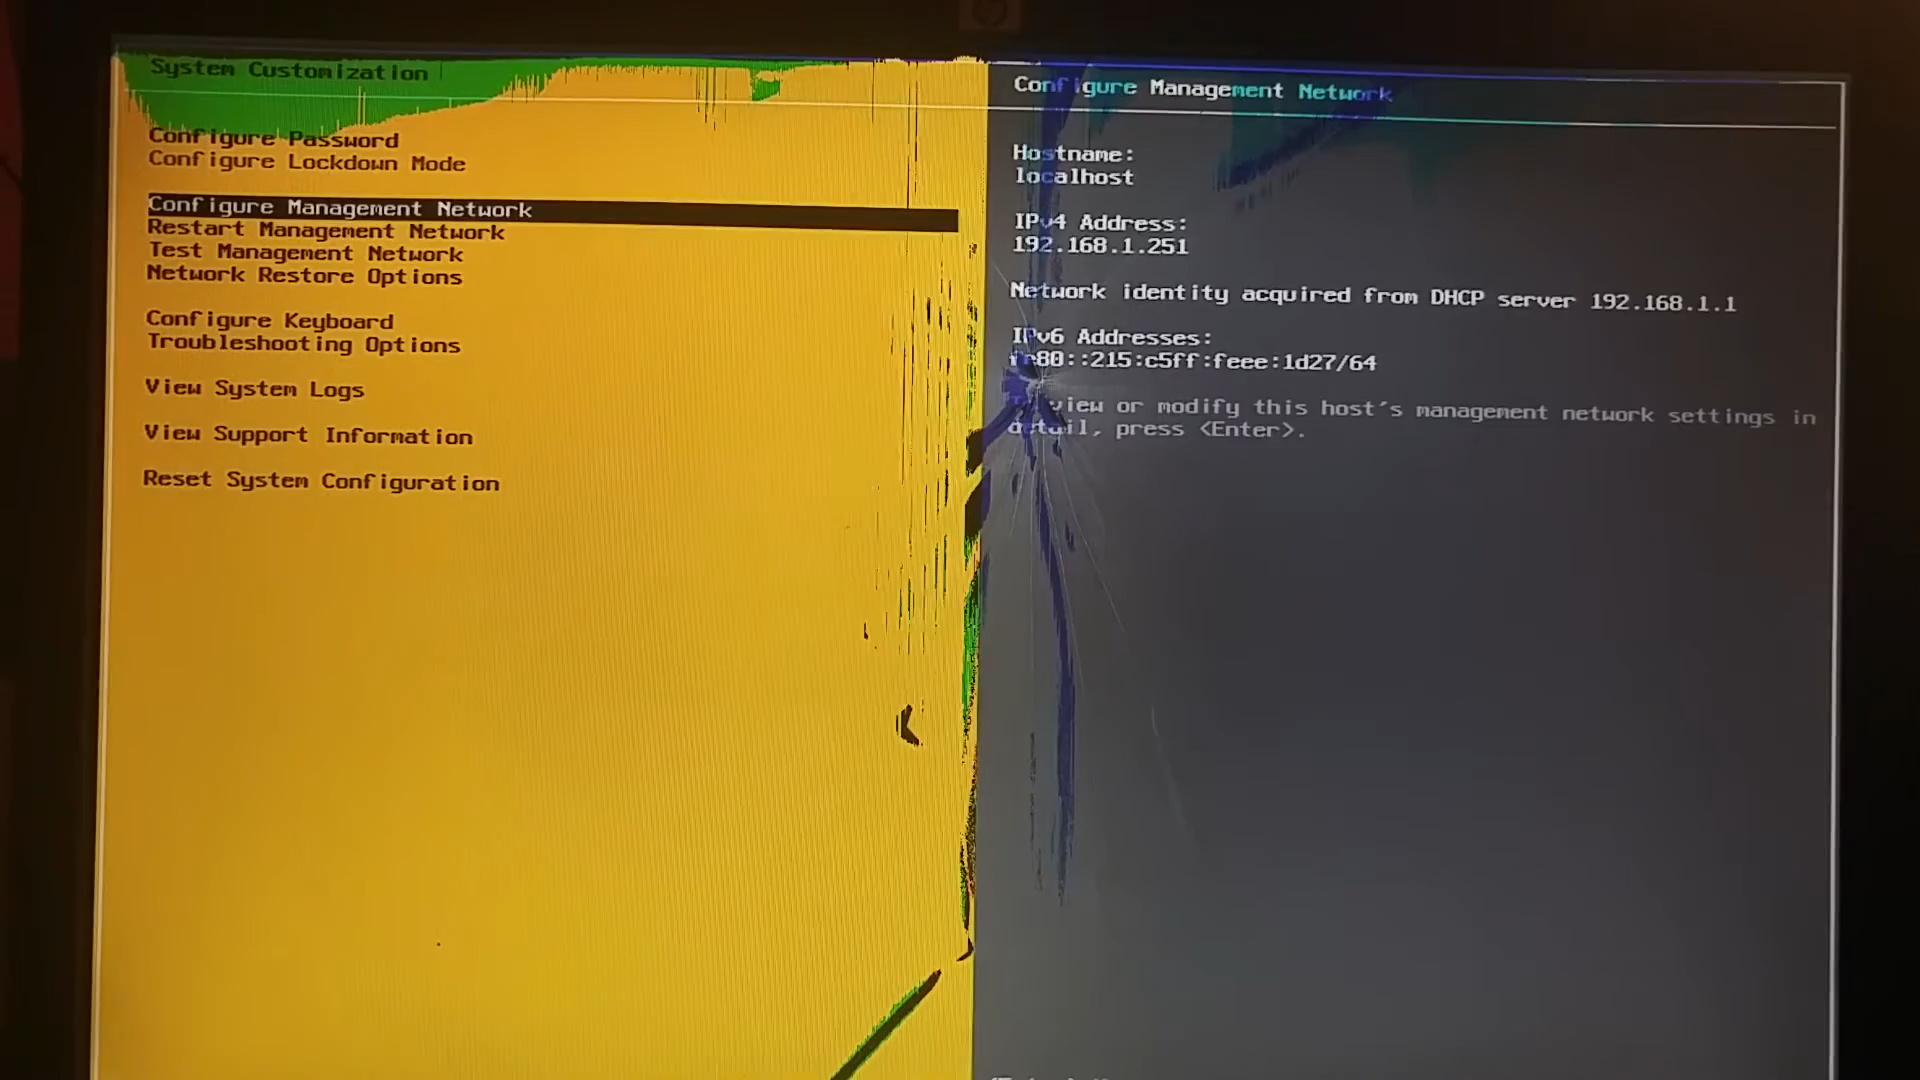 System Customization
Configure Password
Configure Lockdown Mode
Configure Management Network
Restart Management Network
Test Management Network
Network Restore Options
Configure Keyboard
Troubleshooting Options
View System Logs
View Support Information
Reset System Configuration
Configure Management Network
Hostname:
localhost
IPv4 Address:
192.168.1.251
Network identity acquired from DHCP server 192.168.1.1
IPv6 Addresses:
fe80::215:c5ff:feee:1d27/64
To view or modify this host's management network settings in
detail, press <Enter>.